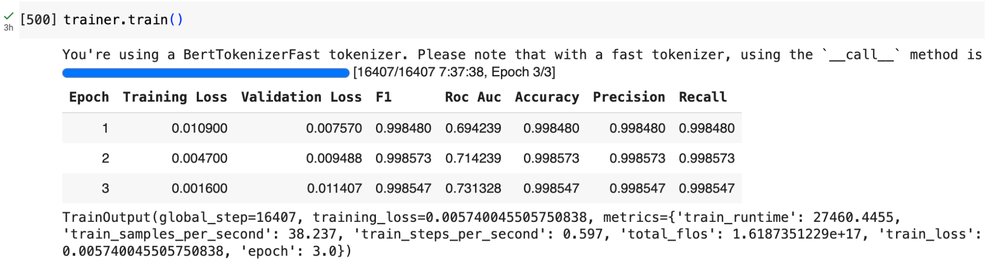 [500] trainer.train()
3h
You're using a BertTokenizerFast tokenizer. Please note that with a fast tokenizer, using the `__call__` method is
[16407/16407 7:37:38, Epoch 3/3]
Epoch Training Loss Validation Loss F1 Roc Auc Accuracy Precision Recall
1 0.010900 0.007570 0.998480 0.694239 0.998480 0.998480 0.998480
2 0.004700 0.009488 0.998573 0.714239 0.998573 0.998573 0.998573
3 0.001600 0.011407 0.998547 0.731328 0.998547 0.998547 0.998547
TrainOutput(global_step=16407, training_loss=0.005740045505750838, metrics={'train_runtime': 27460.4455,
'train_samples_per_second': 38.237, 'train_steps_per_second': 0.597, 'total_flos': 1.6187351229e+17, 'train_loss':
0.005740045505750838, 'epoch': 3.0})